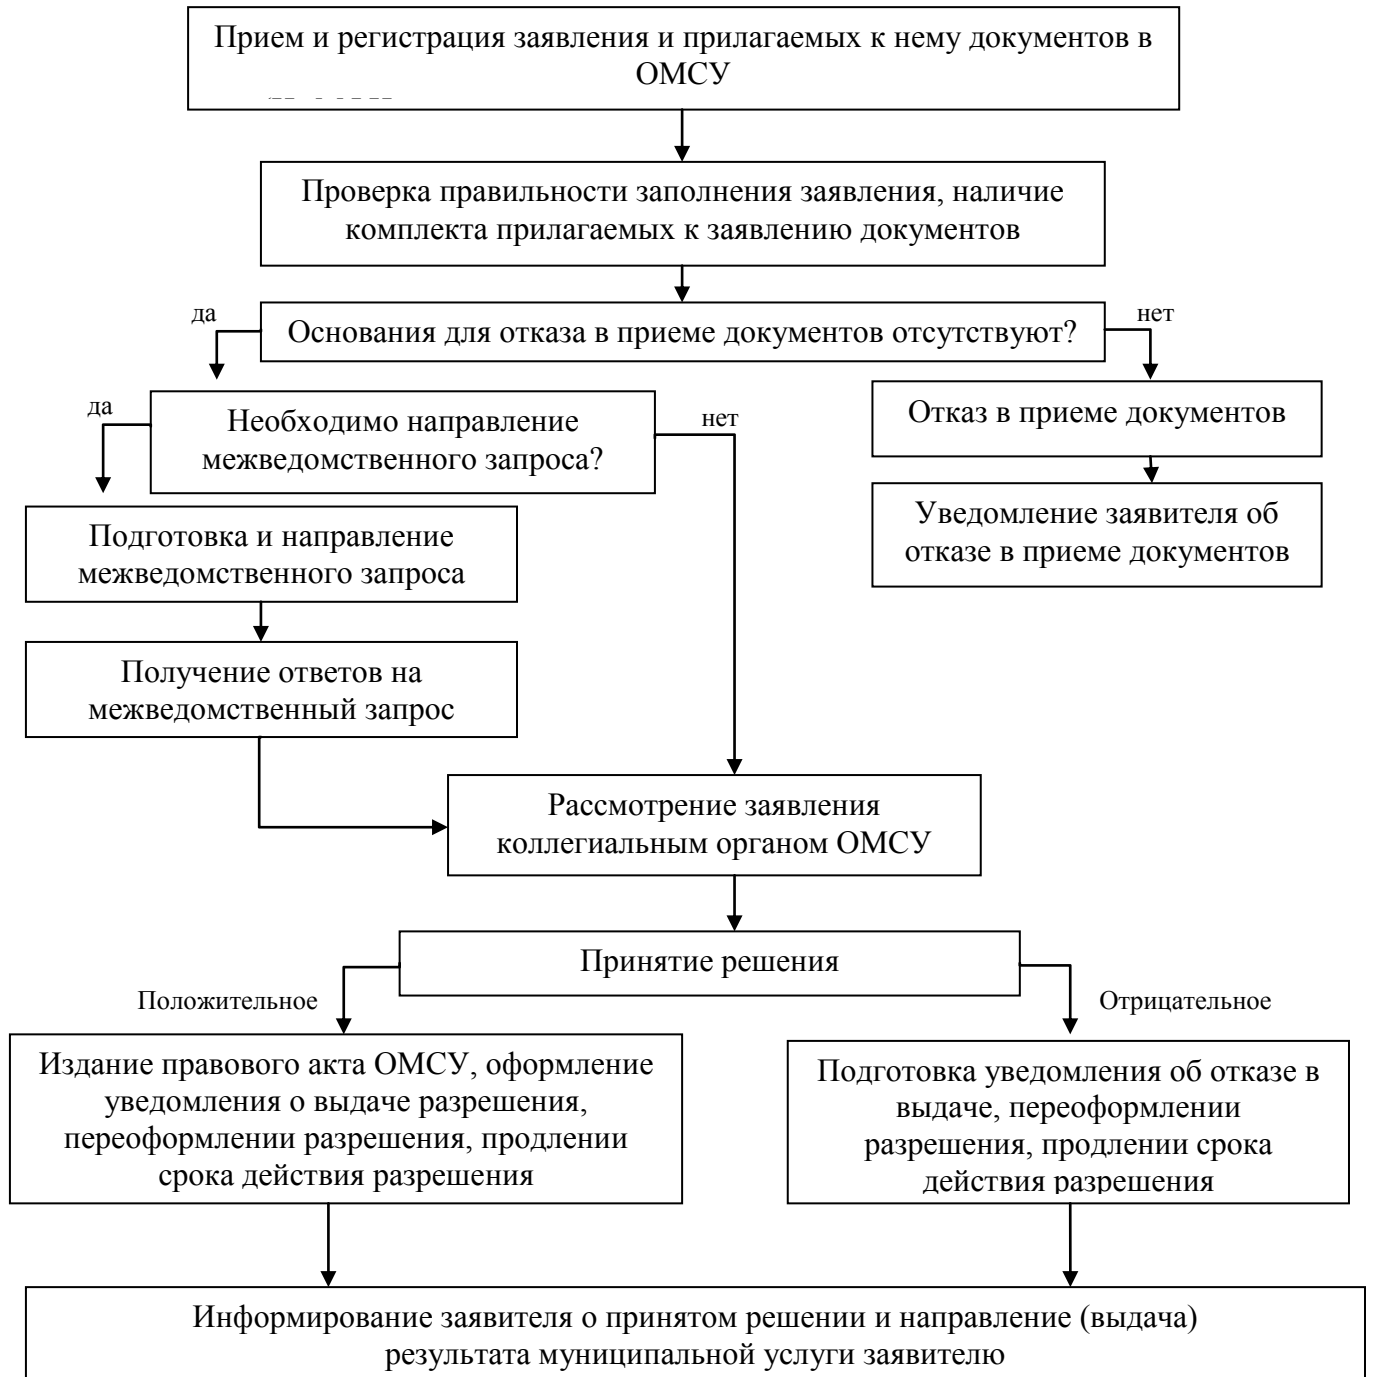 Прием и регистрация заявления и прилагаемых к нему документов в
ОМСУ
Проверка правильности заполнения заявления, наличие
комплекта прилагаемых к заявлению документов
да
Основания для отказа в приеме документов отсутствуют?
нет
да
Необходимо направление
межведомственного запроса?
нет
Отказ в приеме документов
Уведомление заявителя об
отказе в приеме документов
Подготовка и направление
межведомственного запроса
Получение ответов на
межведомственный запрос
Рассмотрение заявления
коллегиальным органом ОМСУ
Принятие решения
Положительное
Отрицательное
Издание правового акта ОМСУ, оформление
уведомления о выдаче разрешения,
переоформлении разрешения, продлении
срока действия разрешения
Подготовка уведомления об отказе в
выдаче, переоформлении
разрешения, продлении срока
действия разрешения
Информирование заявителя о принятом решении и направление (выдача)
результата муниципальной услуги заявителю